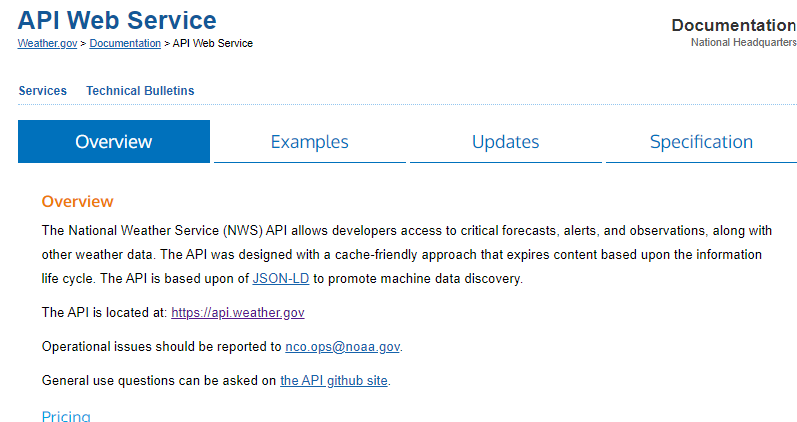 API Web Service
Documentation
Weather.gov > Documentation > API Web Service
National Headquarters
Services Technical Bulletins
Overview Examples Updates Specification
Overview
The National Weather Service (NWS) API allows developers access to critical forecasts, alerts, and observations, along with
other weather data. The API was designed with a cache-friendly approach that expires content based upon the information
life cycle. The API is based upon of JSON-LD to promote machine data discovery.
The API is located at: https://api.weather.gov
Operational issues should be reported to nco.ops@noaa.gov.
General use questions can be asked on the API github site.
Pricing